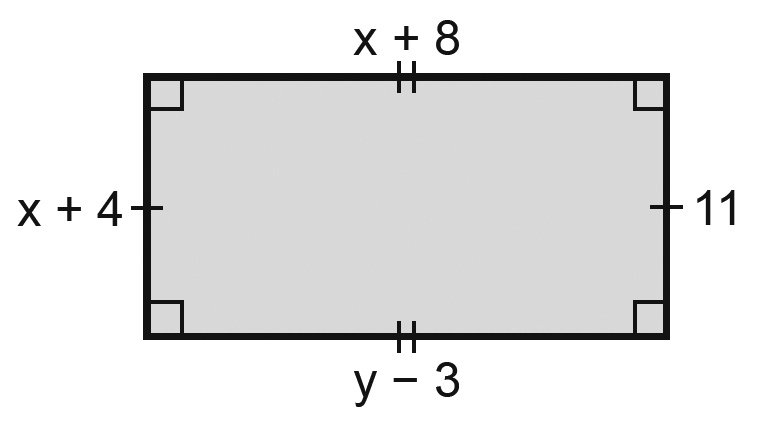 x + 8
x + 4
11
y − 3